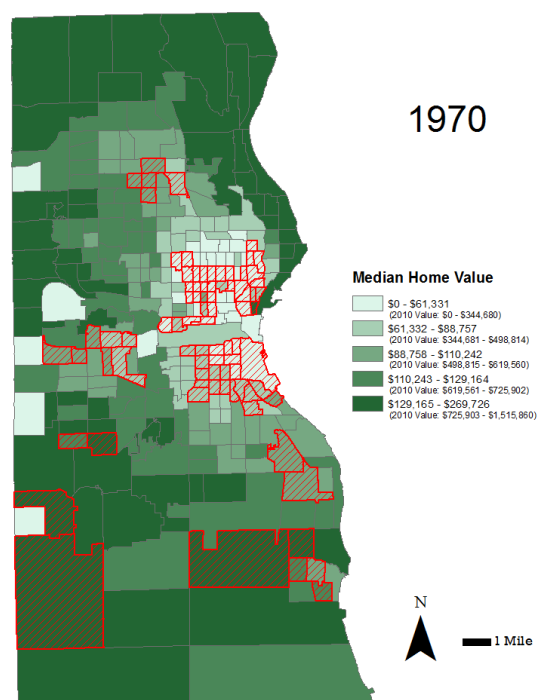 1970
Median Home Value
$0 - $61,331
(2010 Value: $0 - $344,680)
$61,332 - $88,757
(2010 Value: $344,681 - $498,814)
$88,758 - $110,242
(2010 Value: $498,815 - $619,560)
$110,243 - $129,164
(2010 Value: $619,561 - $725,902)
$129,165 - $269,726
(2010 Value: $725,903 - $1,515,860)
N
1 Mile